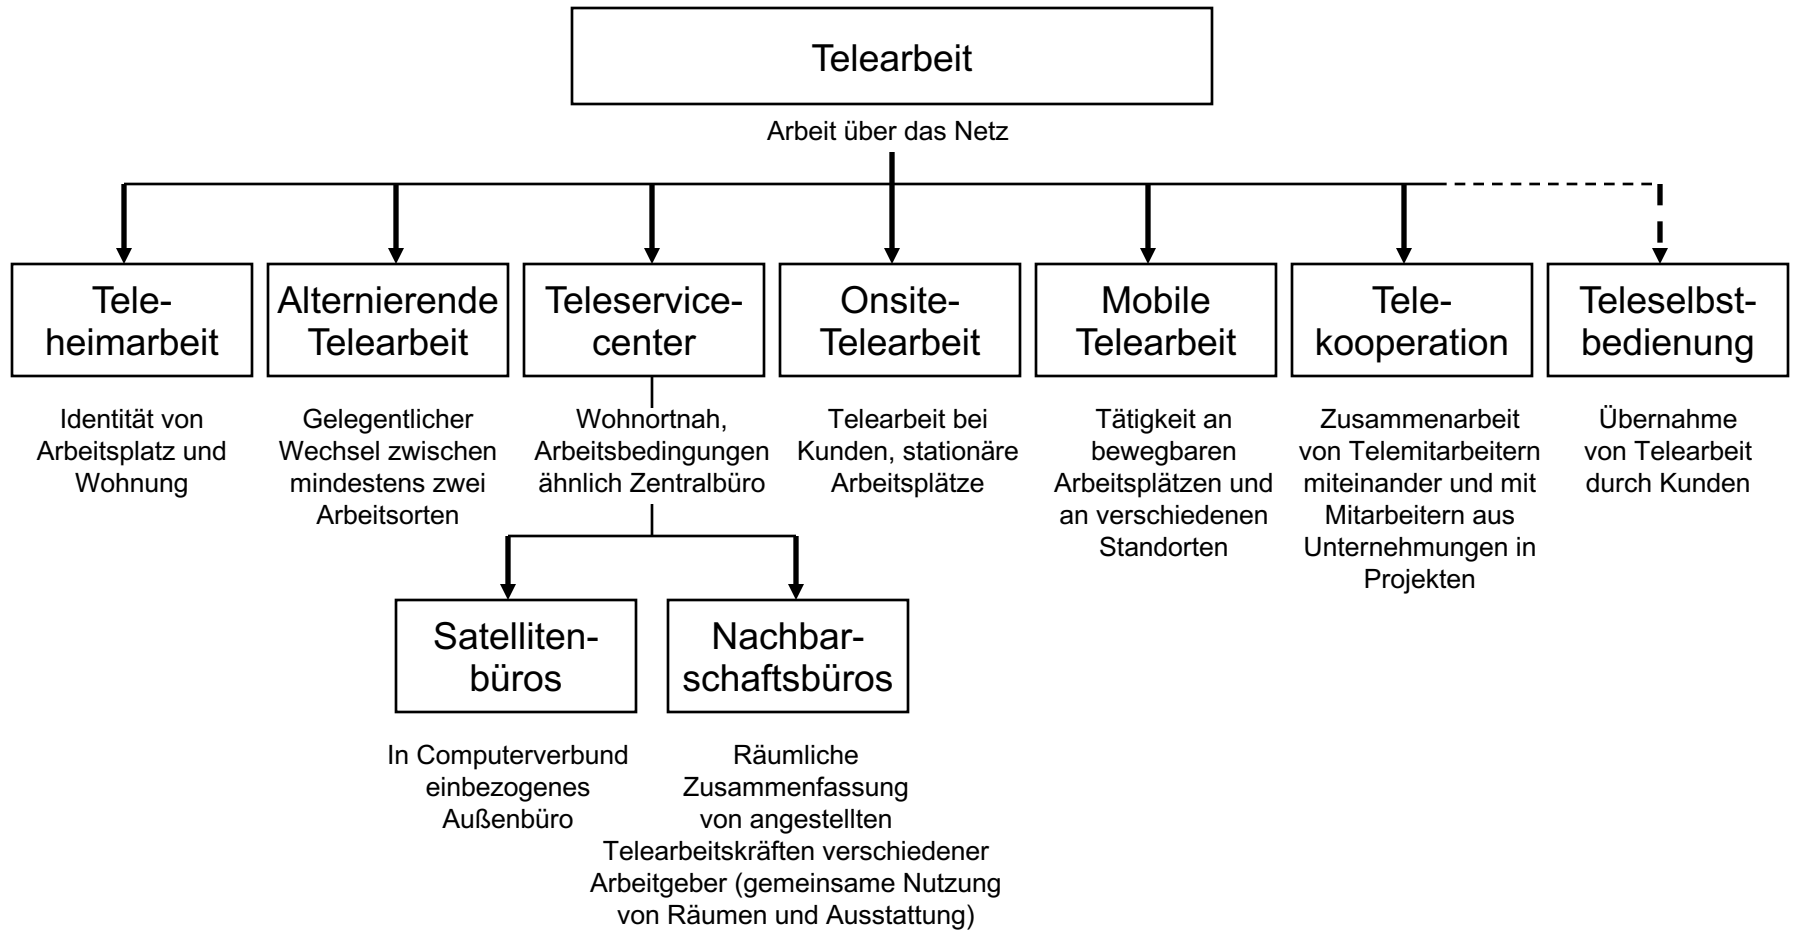 Telearbeit
Arbeit über das Netz
Tele-
heimarbeit
Identität von
Arbeitsplatz und
Wohnung
Alternierende
Telearbeit
Gelegentlicher
Wechsel zwischen
mindestens zwei
Arbeitsorten
Teleservice-
center
Wohnortnah,
Arbeitsbedingungen
ähnlich Zentralbüro
Onsite-
Telearbeit
Telearbeit bei
Kunden, stationäre
Arbeitsplätze
Mobile
Telearbeit
Tätigkeit an
bewegbaren
Arbeitsplätzen und
an verschiedenen
Standorten
Tele-
kooperation
Zusammenarbeit
von Telemitarbeitern
miteinander und mit
Mitarbeitern aus
Unternehmungen in
Projekten
Teleselbst-
bedienung
Übernahme
von Telearbeit
durch Kunden
Satelliten-
büros
In Computerverbund
einbezogenes
Außenbüro
Nachbar-
schaftsbüros
Räumliche
Zusammenfassung
von angestellten
Telearbeitskräften verschiedener
Arbeitgeber (gemeinsame Nutzung
von Räumen und Ausstattung)